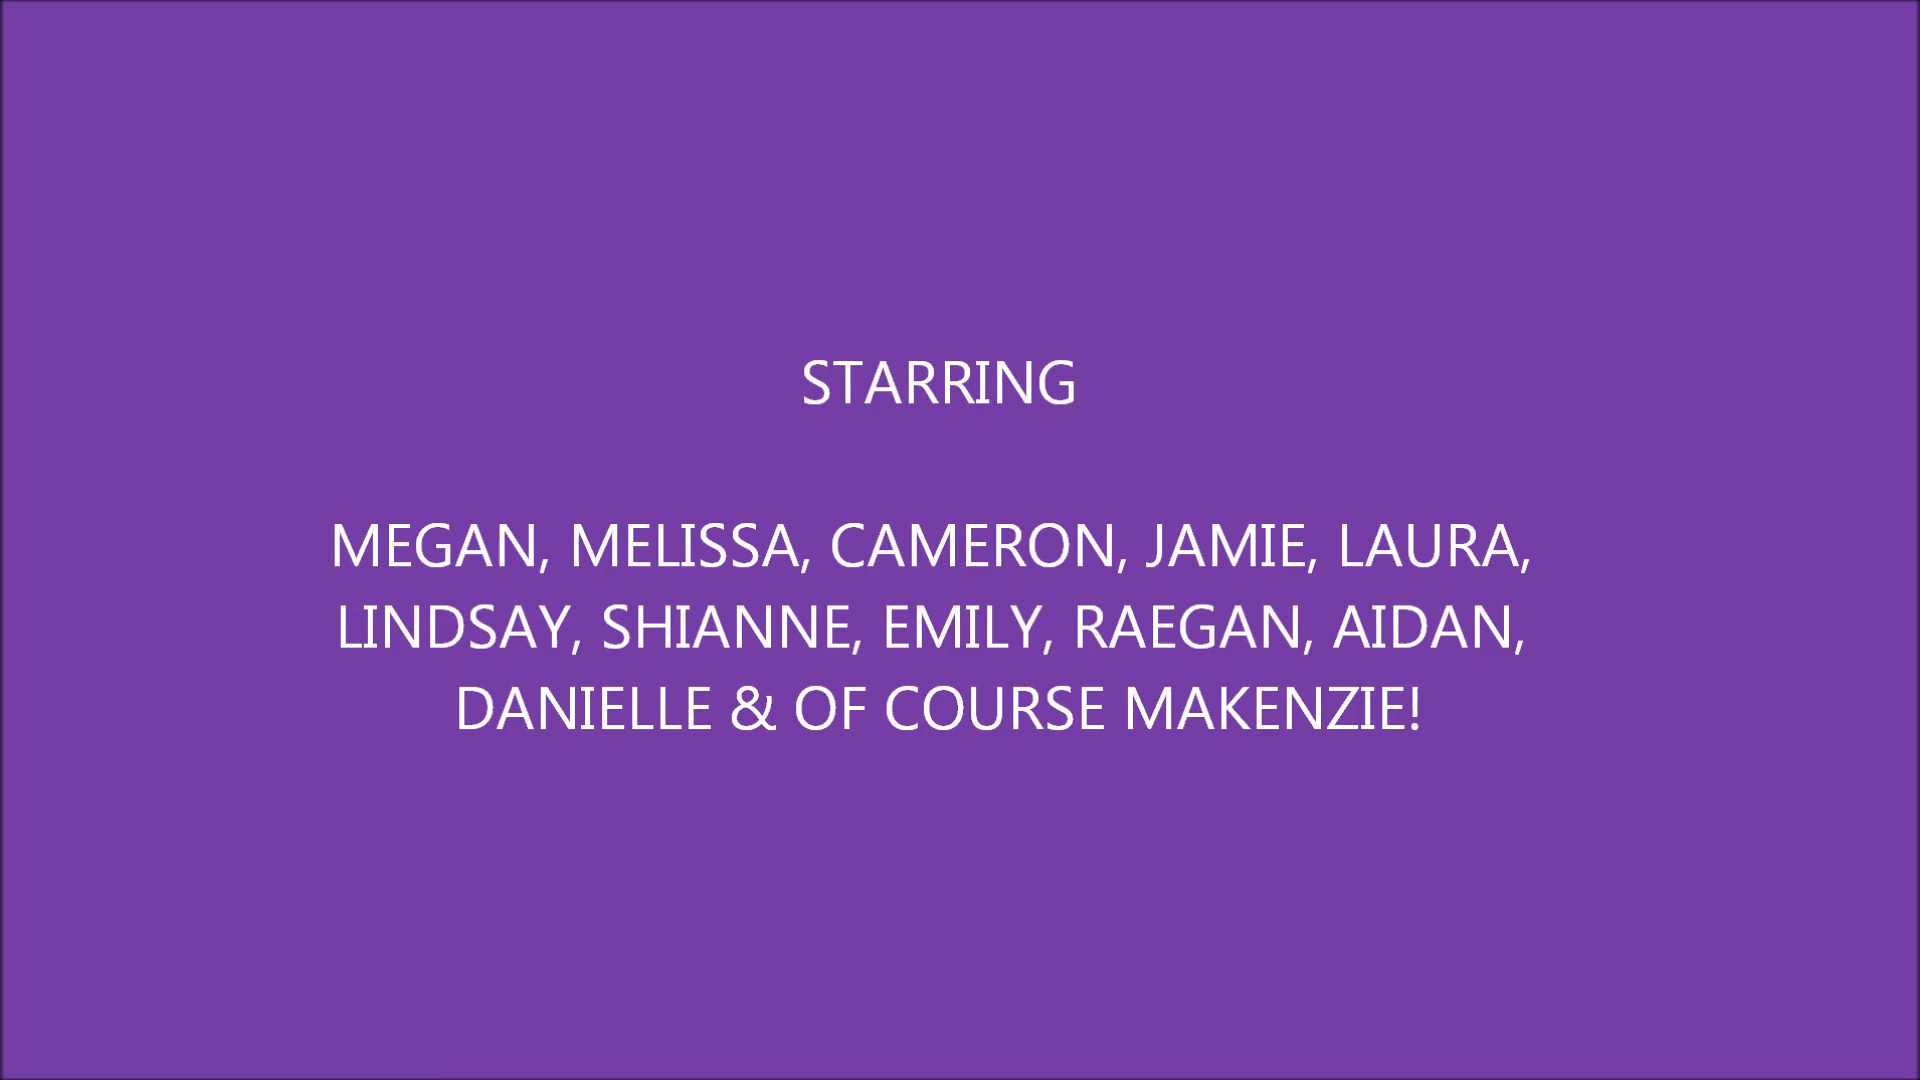 STARRING
MEGAN, MELISSA, CAMERON, JAMIE, LAURA,
LINDSAY, SHIANNE, EMILY, RAEGAN, AIDAN,
DANIELLE & OF COURSE MAKENZIE!